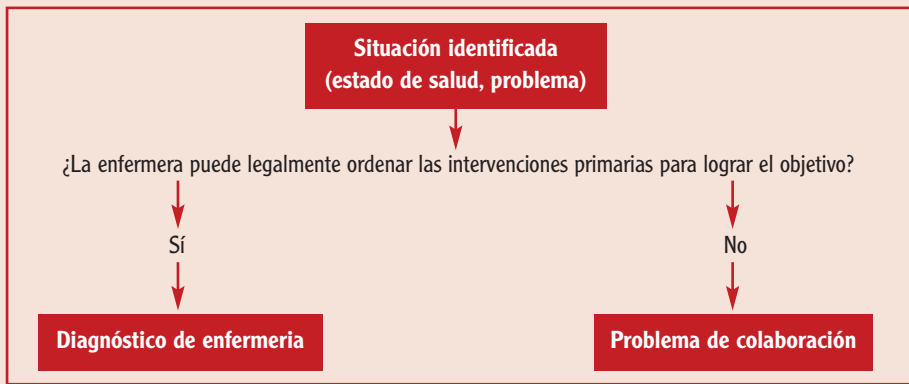 Situación identificada
(estado de salud, problema)
¿La enfermera puede legalmente ordenar las intervenciones primarias para lograr el objetivo?
Sí
No
Diagnóstico de enfermeria
Problema de colaboración